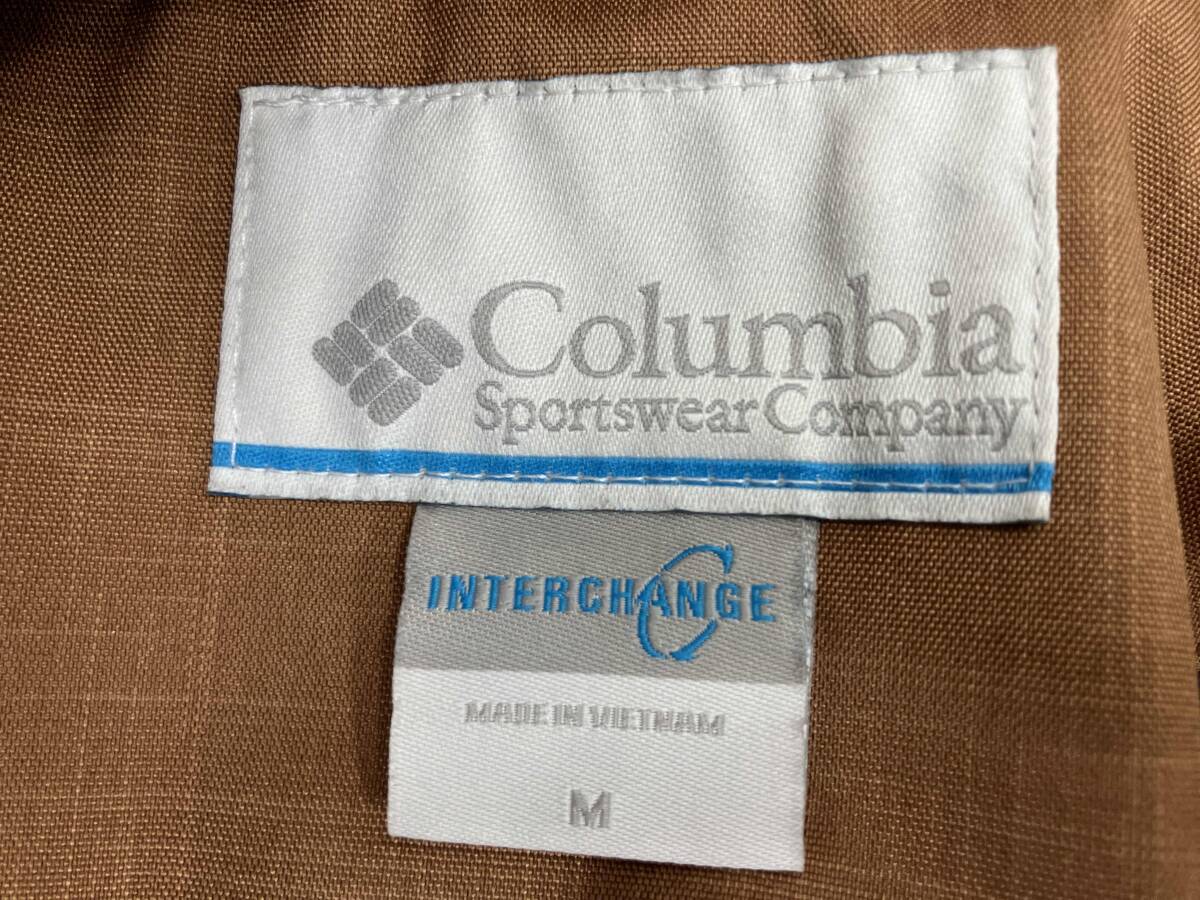 Columbia
Sportswear Company
INTERCHANGE
MADE IN VIETNAM
M